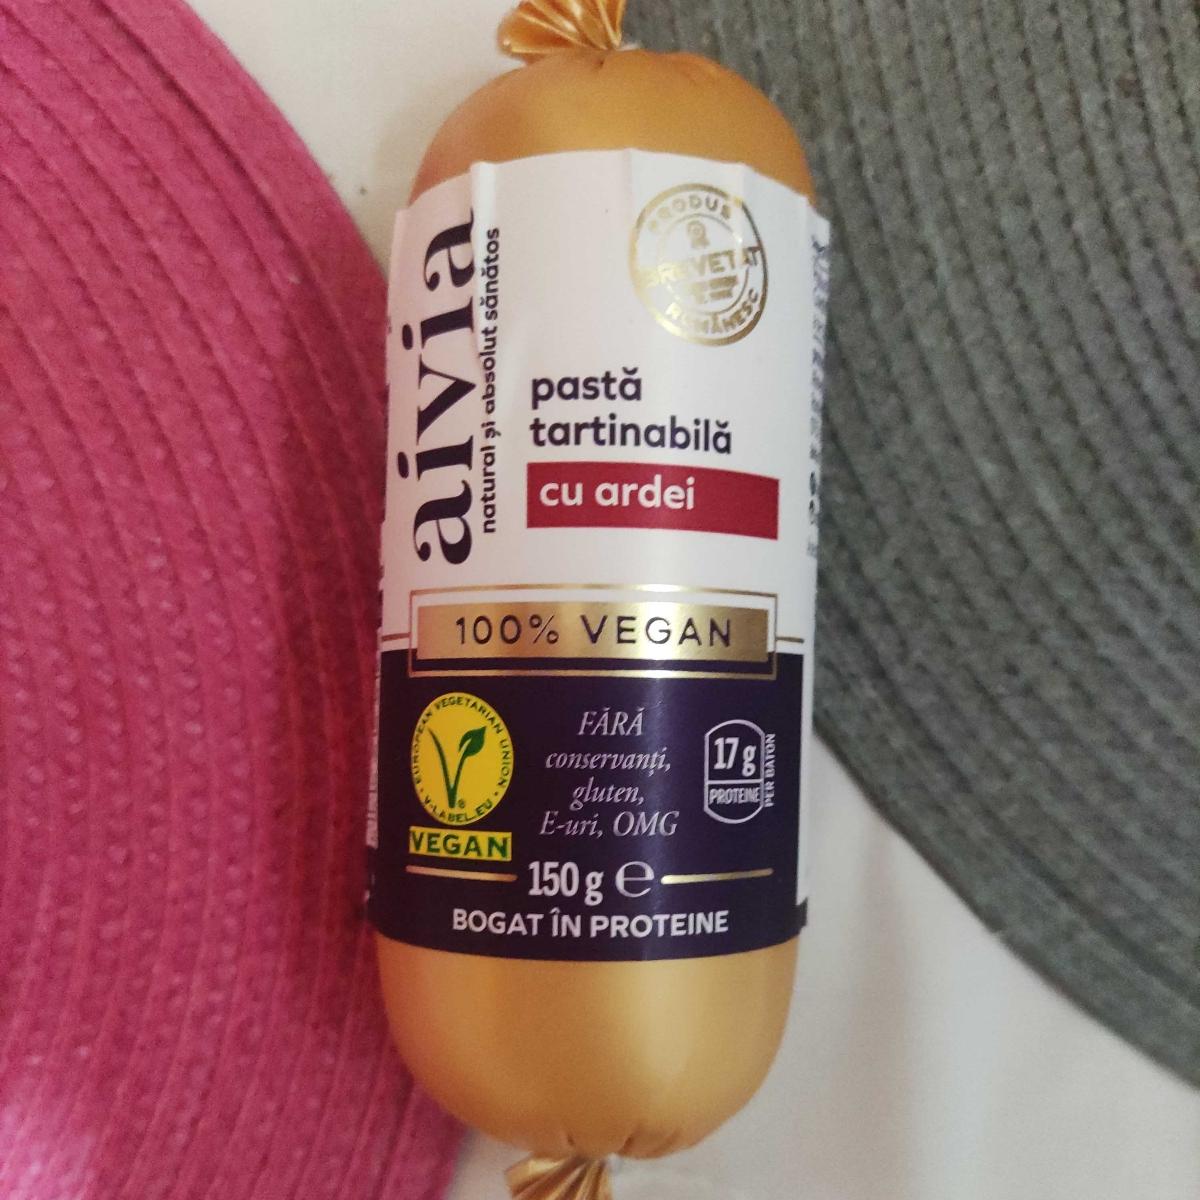 PRODUS
BREVETAT
ROMÂNESC
aivia
natural și absolut sănătos
pastă
tartinabilă
cu ardei
100% VEGAN
EUROPEAN VEGETARIAN UNION
V-LABEL.EU
VEGAN
FĂRĂ
conservanți,
gluten,
E-uri, OMG
17 g
PROTEINE
PER BATON
150 g ℮
BOGAT ÎN PROTEINE